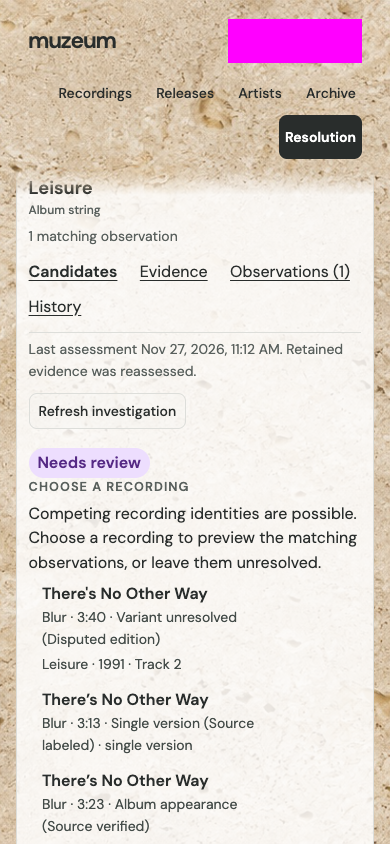 muzeum
Recordings Releases Artists Archive
Resolution
Leisure
Album string
1 matching observation
Candidates Evidence Observations (1)
History
Last assessment Nov 27, 2026, 11:12 AM. Retained
evidence was reassessed.
Refresh investigation
Needs review
CHOOSE A RECORDING
Competing recording identities are possible.
Choose a recording to preview the matching
observations, or leave them unresolved.
There's No Other Way
Blur · 3:40 · Variant unresolved
(Disputed edition)
Leisure · 1991 · Track 2
There’s No Other Way
Blur · 3:13 · Single version (Source
labeled) · single version
There’s No Other Way
Blur · 3:23 · Album appearance
(Source verified)